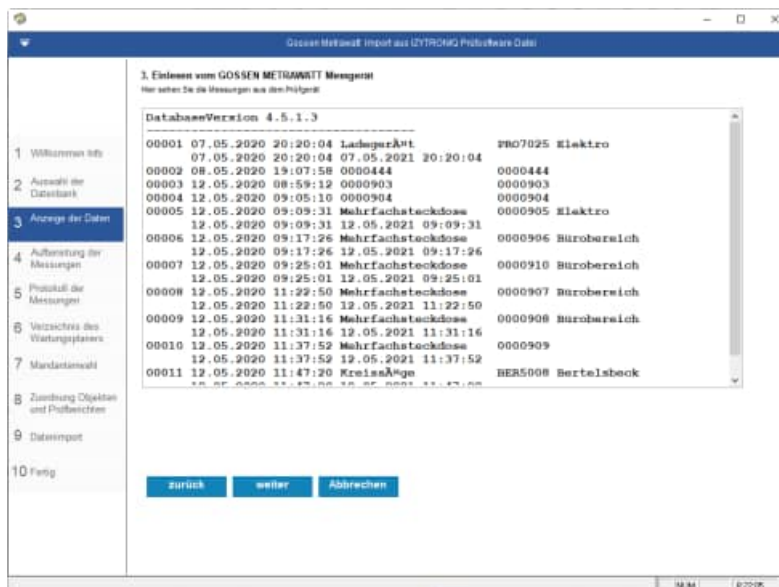 Gossen Metrawatt Import aus IZYTRONIQ Prüfsoftware Datei
3. Einlesen vom GOSSEN METRAWATT Messgerät
Hier sehen Sie die Messungen aus dem Prüfgerät
DatabaseVersion 4.5.1.3
----------------------------------------
00001 07.05.2020 20:20:04 Ladegerät PRO7025 Elektro
07.05.2020 20:20:04 07.05.2021 20:20:04
00002 08.05.2020 19:07:58 0000444 0000444
00003 12.05.2020 08:59:12 0000903 0000903
00004 12.05.2020 09:05:10 0000904 0000904
00005 12.05.2020 09:09:31 Mehrfachsteckdose 0000905 Elektro
12.05.2020 09:09:31 12.05.2021 09:09:31
00006 12.05.2020 09:17:26 Mehrfachsteckdose 0000906 Bürobereich
12.05.2020 09:17:26 12.05.2021 09:17:26
00007 12.05.2020 09:25:01 Mehrfachsteckdose 0000910 Bürobereich
12.05.2020 09:25:01 12.05.2021 09:25:01
00008 12.05.2020 11:22:50 Mehrfachsteckdose 0000907 Bürobereich
12.05.2020 11:22:50 12.05.2021 11:22:50
00009 12.05.2020 11:31:16 Mehrfachsteckdose 0000908 Bürobereich
12.05.2020 11:31:16 12.05.2021 11:31:16
00010 12.05.2020 11:37:52 Mehrfachsteckdose 0000909
12.05.2020 11:37:52 12.05.2021 11:37:52
00011 12.05.2020 11:47:20 KreissÃ¤ge BER5008 Bertelsbeck
1 Willkommen Info
2 Auswahl der
Datenbank
3 Anzeige der Daten
4 Aufbereitung der
Messungen
5 Protokoll der
Messungen
6 Verzeichnis des
Wartungsplaners
7 Mandantenwahl
8 Zuordnung Objekten
und Prüfberichten
9 Datenimport
10 Fertig
zurück weiter Abbrechen